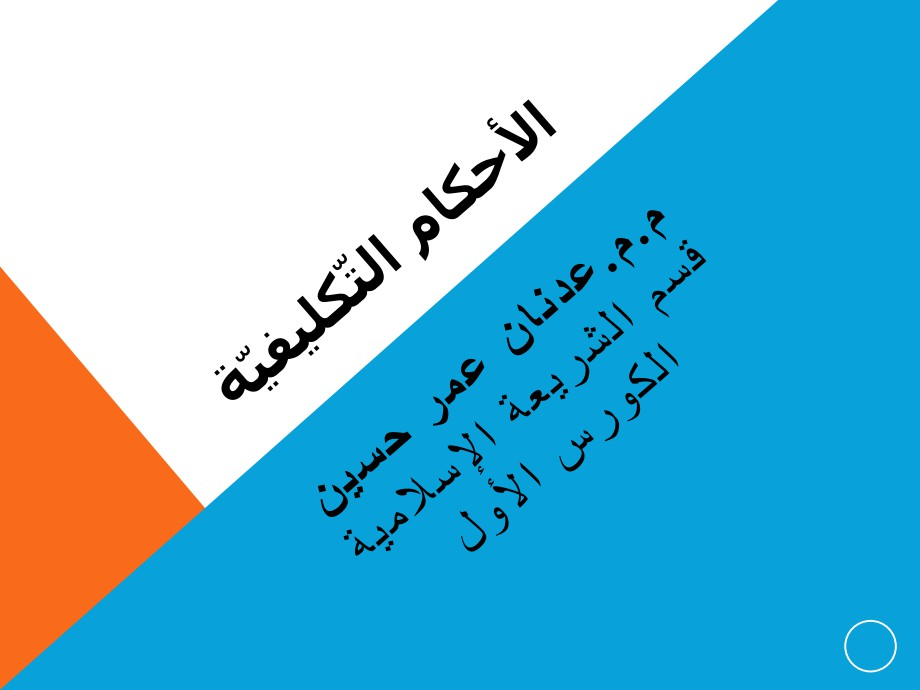 الأحكام التّكليفيّة
م.م. عدنان عمر حسين
قسم الشريعة الإسلامية
الكورس الأول